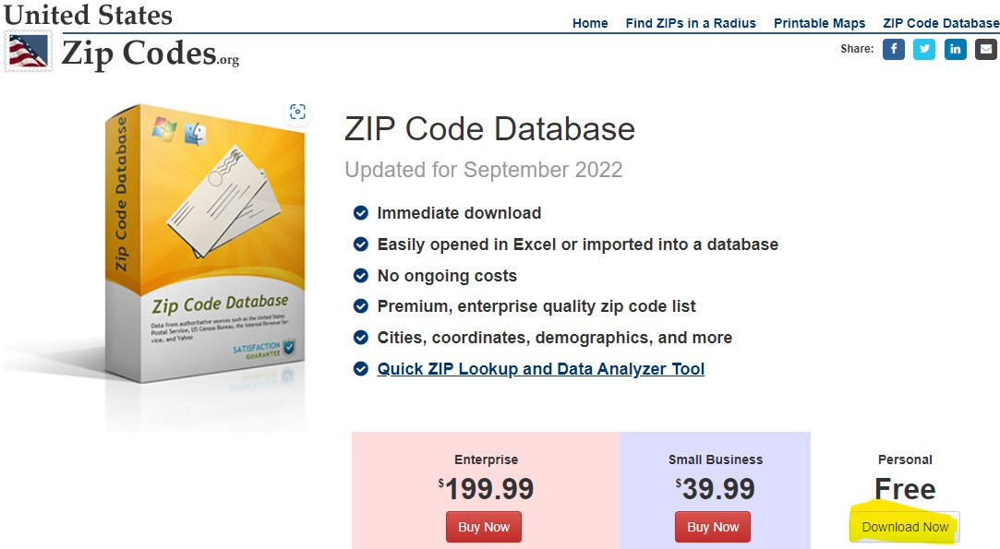 United States
Zip Codes.org
Home Find ZIPs in a Radius Printable Maps ZIP Code Database
Share:
Zip Code Database
Zip Code Database
Data from authoritative sources such as the United States
Postal Service, US Census Bureau, the Internal Revenue Ser-
vice, and Yahoo
SATISFACTION
GUARANTEE
ZIP Code Database
Updated for September 2022
Immediate download
Easily opened in Excel or imported into a database
No ongoing costs
Premium, enterprise quality zip code list
Cities, coordinates, demographics, and more
Quick ZIP Lookup and Data Analyzer Tool
Enterprise
$199.99
Buy Now
Small Business
$39.99
Buy Now
Personal
Free
Download Now